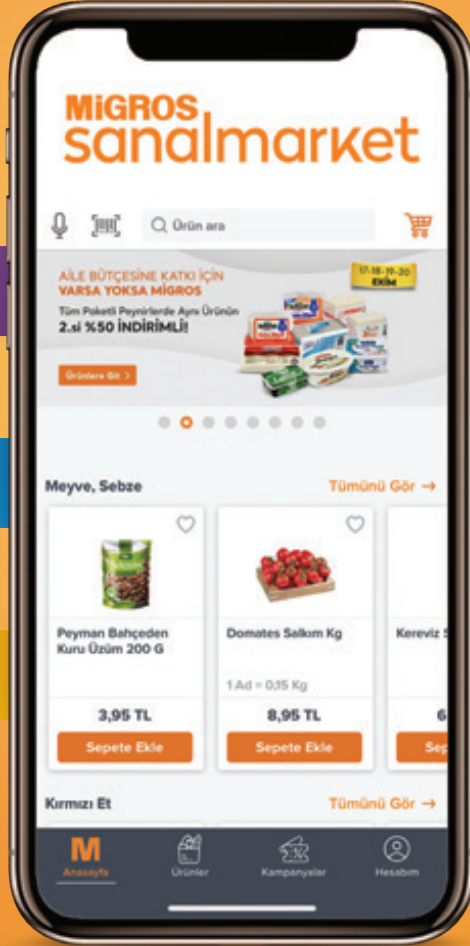 MiGROS
sanalmarket
Ürün ara
AİLE BÜTÇESİNE KATKI İÇİN
VARSA YOKSA MİGROS
Tüm Paketli Peynirlerde Aynı Ürünün
2.si %50 İNDİRİMLİ!
17-18-19-20
EKİM
Ürünlere Git >
Meyve, Sebze
Tümünü Gör →
Peyman Bahçeden
Kuru Üzüm 200 G
3,95 TL
Sepete Ekle
Domates Salkım Kg
1 Ad = 0,15 Kg
8,95 TL
Sepete Ekle
Kereviz S
6
Sep
Kırmızı Et
Tümünü Gör →
M
Anasayfa
Ürünler
Kampanyalar
Hesabım